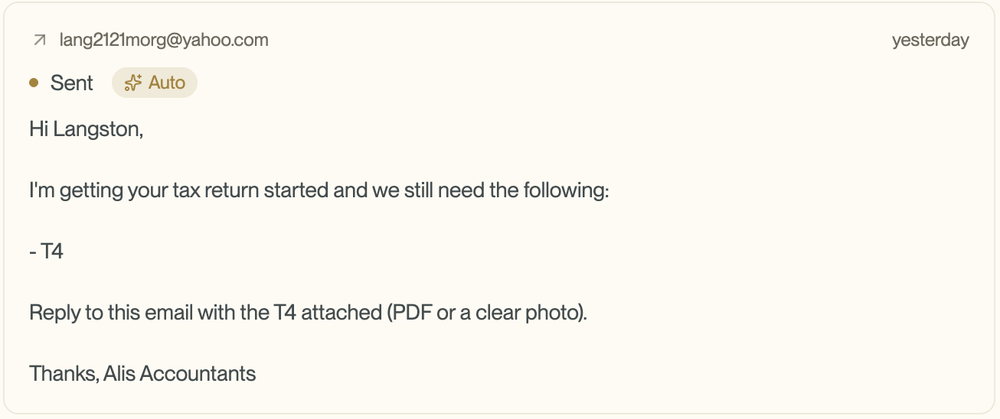 lang2121morg@yahoo.com
yesterday
Sent
Auto
Hi Langston,
I'm getting your tax return started and we still need the following:
- T4
Reply to this email with the T4 attached (PDF or a clear photo).
Thanks, Alis Accountants